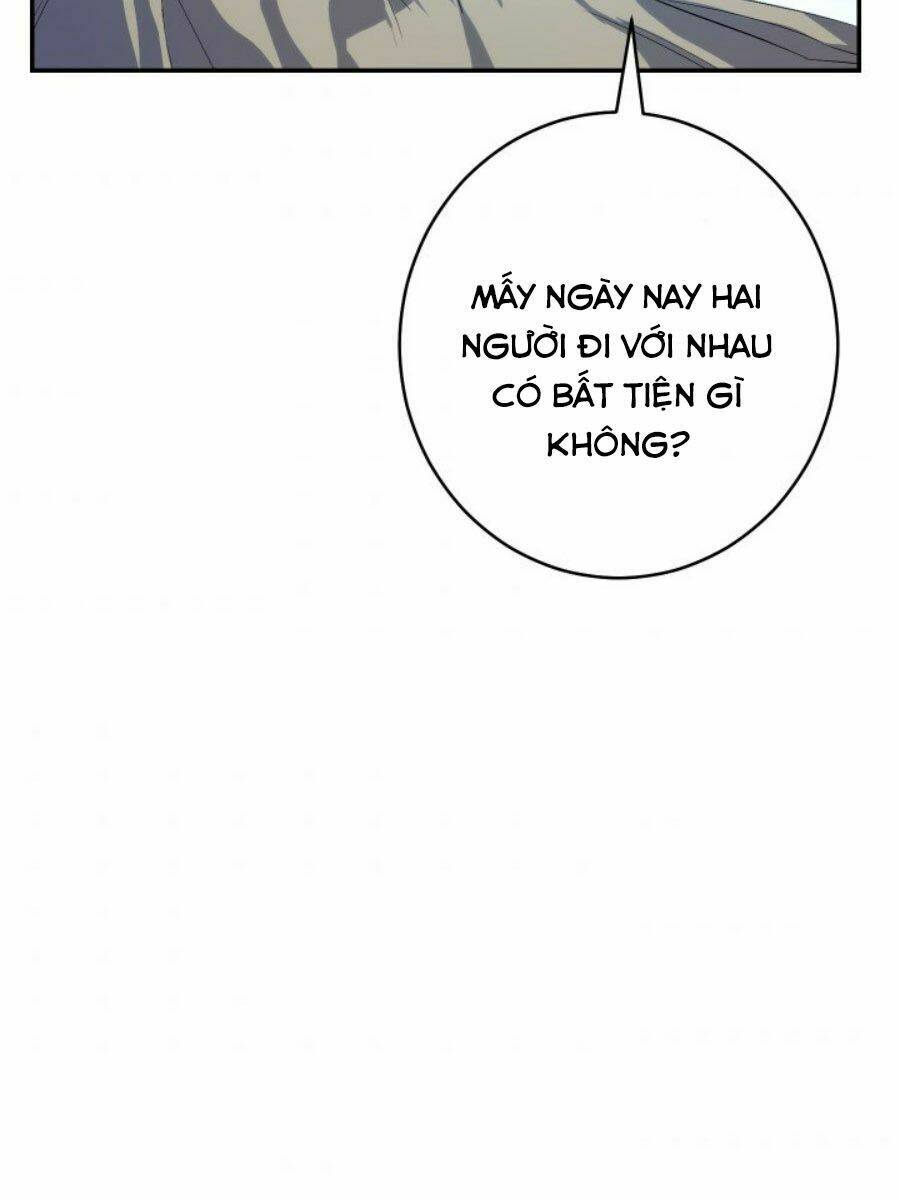 MẤY NGÀY NAY HAI
NGƯỜI ĐI VỚI NHAU
CÓ BẤT TIỆN GÌ
KHÔNG?